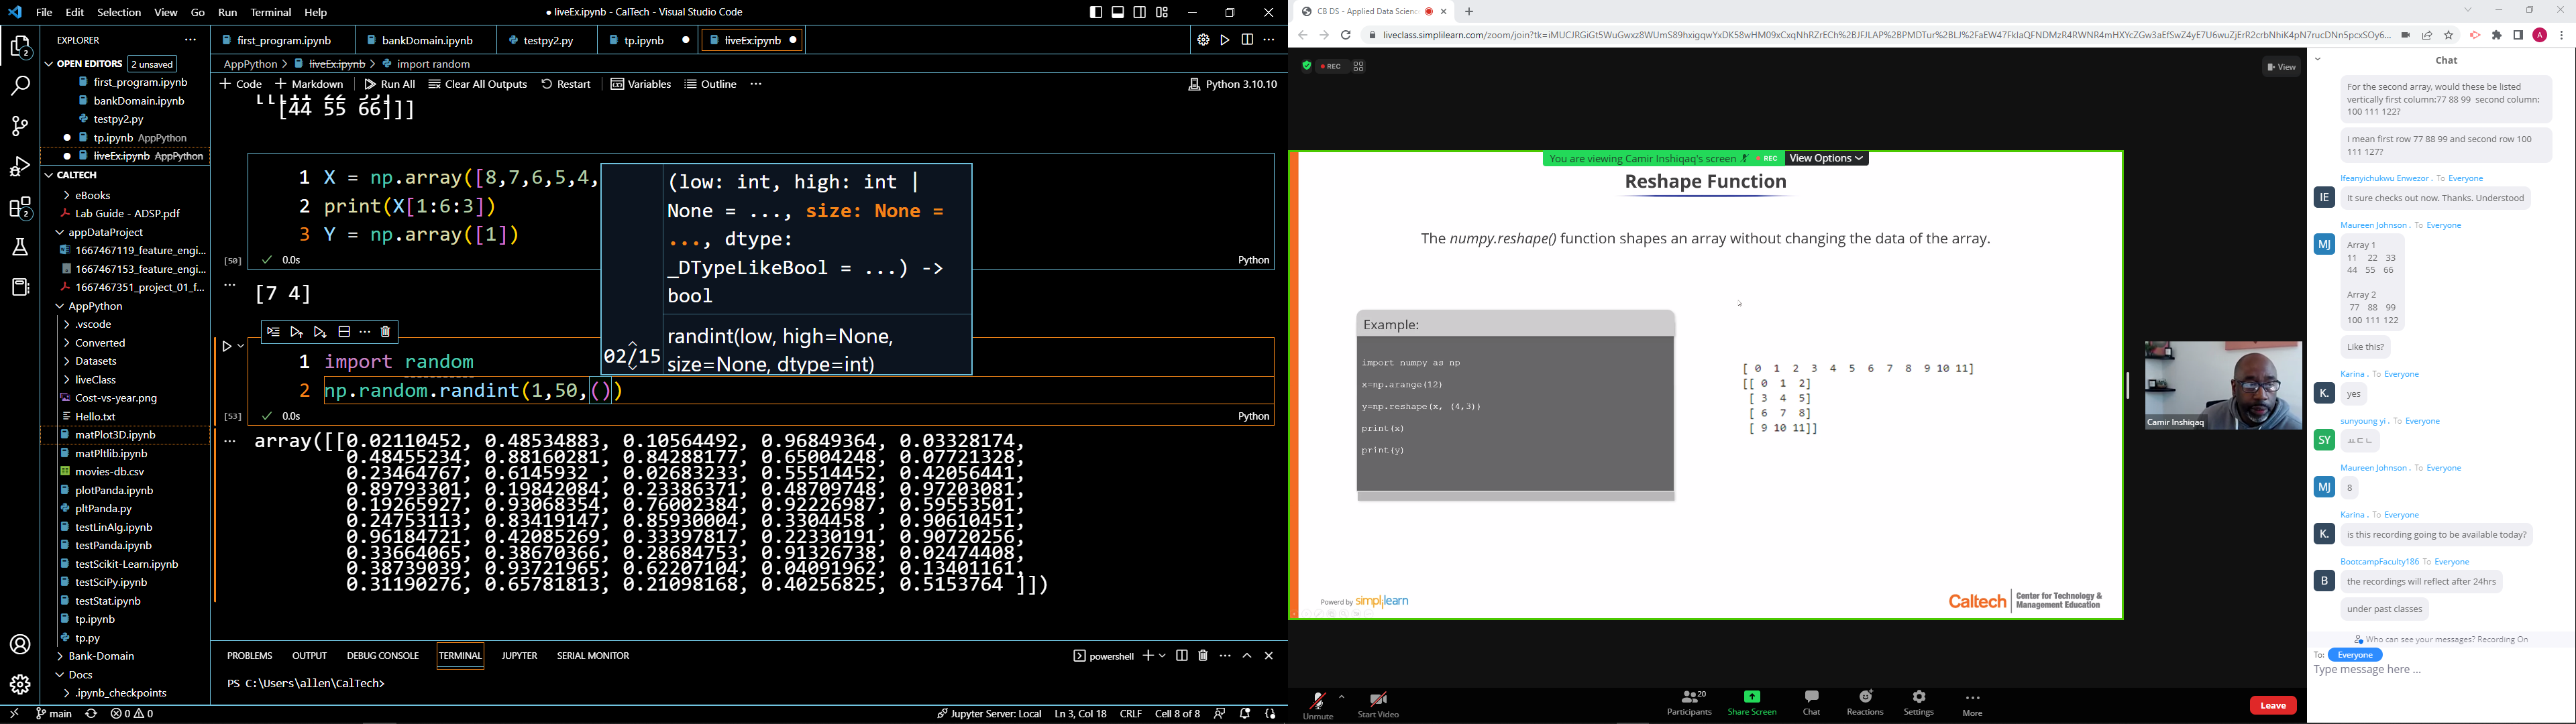 File Edit Selection View Go Run Terminal Help
● liveEx.ipynb - CalTech - Visual Studio Code
EXPLORER
OPEN EDITORS 2 unsaved
first_program.ipynb
bankDomain.ipynb
testpy2.py
tp.ipynb AppPython
liveEx.ipynb AppPython
CALTECH
eBooks
Lab Guide - ADSP.pdf
appDataProject
1667467119_feature_engi...
1667467153_feature_engi...
1667467351_project_01_f...
AppPython
.vscode
Converted
Datasets
liveClass
Cost-vs-year.png
Hello.txt
matPlot3D.ipynb
matPltlib.ipynb
movies-db.csv
plotPanda.ipynb
pltPanda.py
testLinAlg.ipynb
testPanda.ipynb
testScikit-Learn.ipynb
testSciPy.ipynb
testStat.ipynb
tp.ipynb
tp.py
Bank-Domain
Docs
.ipynb_checkpoints
first_program.ipynb bankDomain.ipynb testpy2.py tp.ipynb liveEx.ipynb
AppPython > liveEx.ipynb > import random
+ Code + Markdown Run All Clear All Outputs Restart Variables Outline ... Python 3.10.10
[[[11 22 33]
[44 55 66]]]
1 X = np.array([8,7,6,5,4,
2 print(X[1:6:3])
3 Y = np.array([1])
[50] 0.0s Python
[7 4]
(low: int, high: int |
None = ..., size: None =
..., dtype:
_DTypeLikeBool = ...) ->
bool
02/15
randint(low, high=None,
size=None, dtype=int)
1 import random
2 np.random.randint(1,50,())
[53] 0.0s Python
array([[0.02110452, 0.48534883, 0.10564492, 0.96849364, 0.03328174,
0.48455234, 0.88160281, 0.84288177, 0.65004248, 0.07721328,
0.23464767, 0.6145932 , 0.02683233, 0.55514452, 0.42056441,
0.89793301, 0.19842084, 0.23386371, 0.48709748, 0.97203081,
0.19265927, 0.93068354, 0.76002384, 0.92226987, 0.59553501,
0.24753113, 0.83419147, 0.85930004, 0.3304458 , 0.90610451,
0.96184721, 0.42085269, 0.33397817, 0.22330191, 0.90720256,
0.33664065, 0.38670366, 0.28684753, 0.91326738, 0.02474408,
0.38739039, 0.93721965, 0.62207104, 0.04091962, 0.13401161,
0.31190276, 0.65781813, 0.21098168, 0.40256825, 0.5153764 ]])
PROBLEMS OUTPUT DEBUG CONSOLE TERMINAL JUPYTER SERIAL MONITOR
powershell
PS C:\Users\allen\CalTech>
main 0 0
Jupyter Server: Local Ln 3, Col 18 CRLF Cell 8 of 8
CB DS - Applied Data Scienc
REC
View
You are viewing Camir Inshiqaq's screen REC View Options
Reshape Function
The numpy.reshape() function shapes an array without changing the data of the array.
Example:
import numpy as np
x=np.arange(12)
y=np.reshape(x, (4,3))
print(x)
print(y)
[ 0 1 2 3 4 5 6 7 8 9 10 11]
[[ 0 1 2]
[ 3 4 5]
[ 6 7 8]
[ 9 10 11]]
Powered by simplilearn
Caltech Center for Technology &
Management Education
Camir Inshiqaq
Unmute
Start Video
Participants 20
Share Screen
Chat
Reactions
Settings
More
Leave
Chat
For the second array, would these be listed
vertically first column:77 88 99 second column:
100 111 122?
I mean first row 77 88 99 and second row 100
111 127?
Ifeanyichukwu Enwezor . To Everyone
IE
it sure checks out now. Thanks. Understood
Maureen Johnson . To Everyone
MJ
Array 1
11 22 33
44 55 66
Array 2
77 88 99
100 111 122
Like this?
Karina . To Everyone
K.
yes
sunyoung yi . To Everyone
SY
ㅛㄷㄴ
Maureen Johnson . To Everyone
MJ
8
Karina . To Everyone
K.
is this recording going to be available today?
BootcampFaculty186 To Everyone
B
the recordings will reflect after 24hrs
under past classes
Who can see your messages? Recording On
To: Everyone
Type message here ...